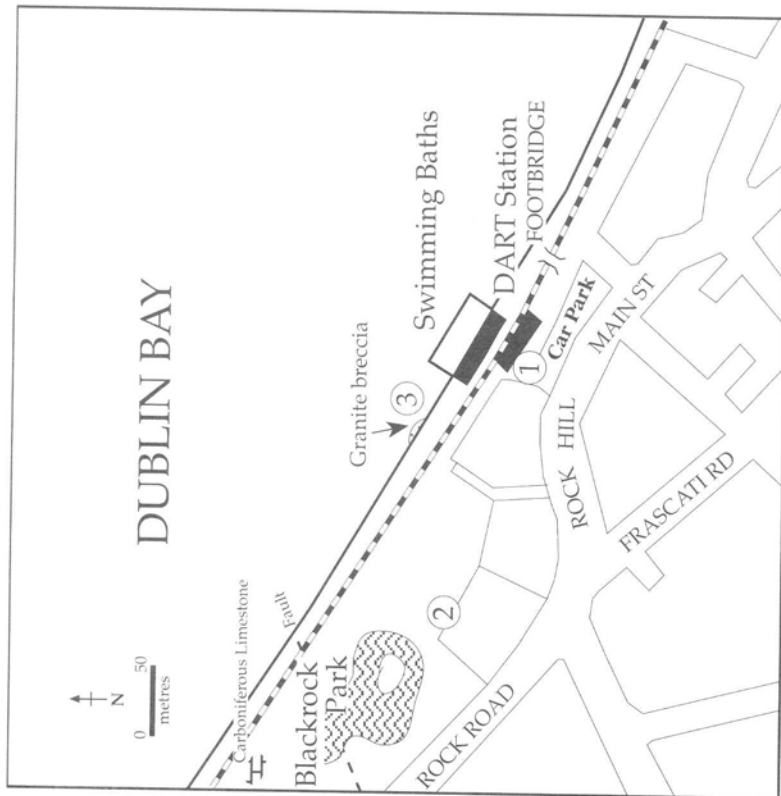 DUBLIN BAY
N
0 50
metres
Carboniferous Limestone
Fault
Granite breccia
3
Swimming Baths
DART Station
FOOTBRIDGE
Blackrock
Park
2
1
Car Park
MAIN ST
ROCK HILL
ROCK ROAD
FRASCATI RD